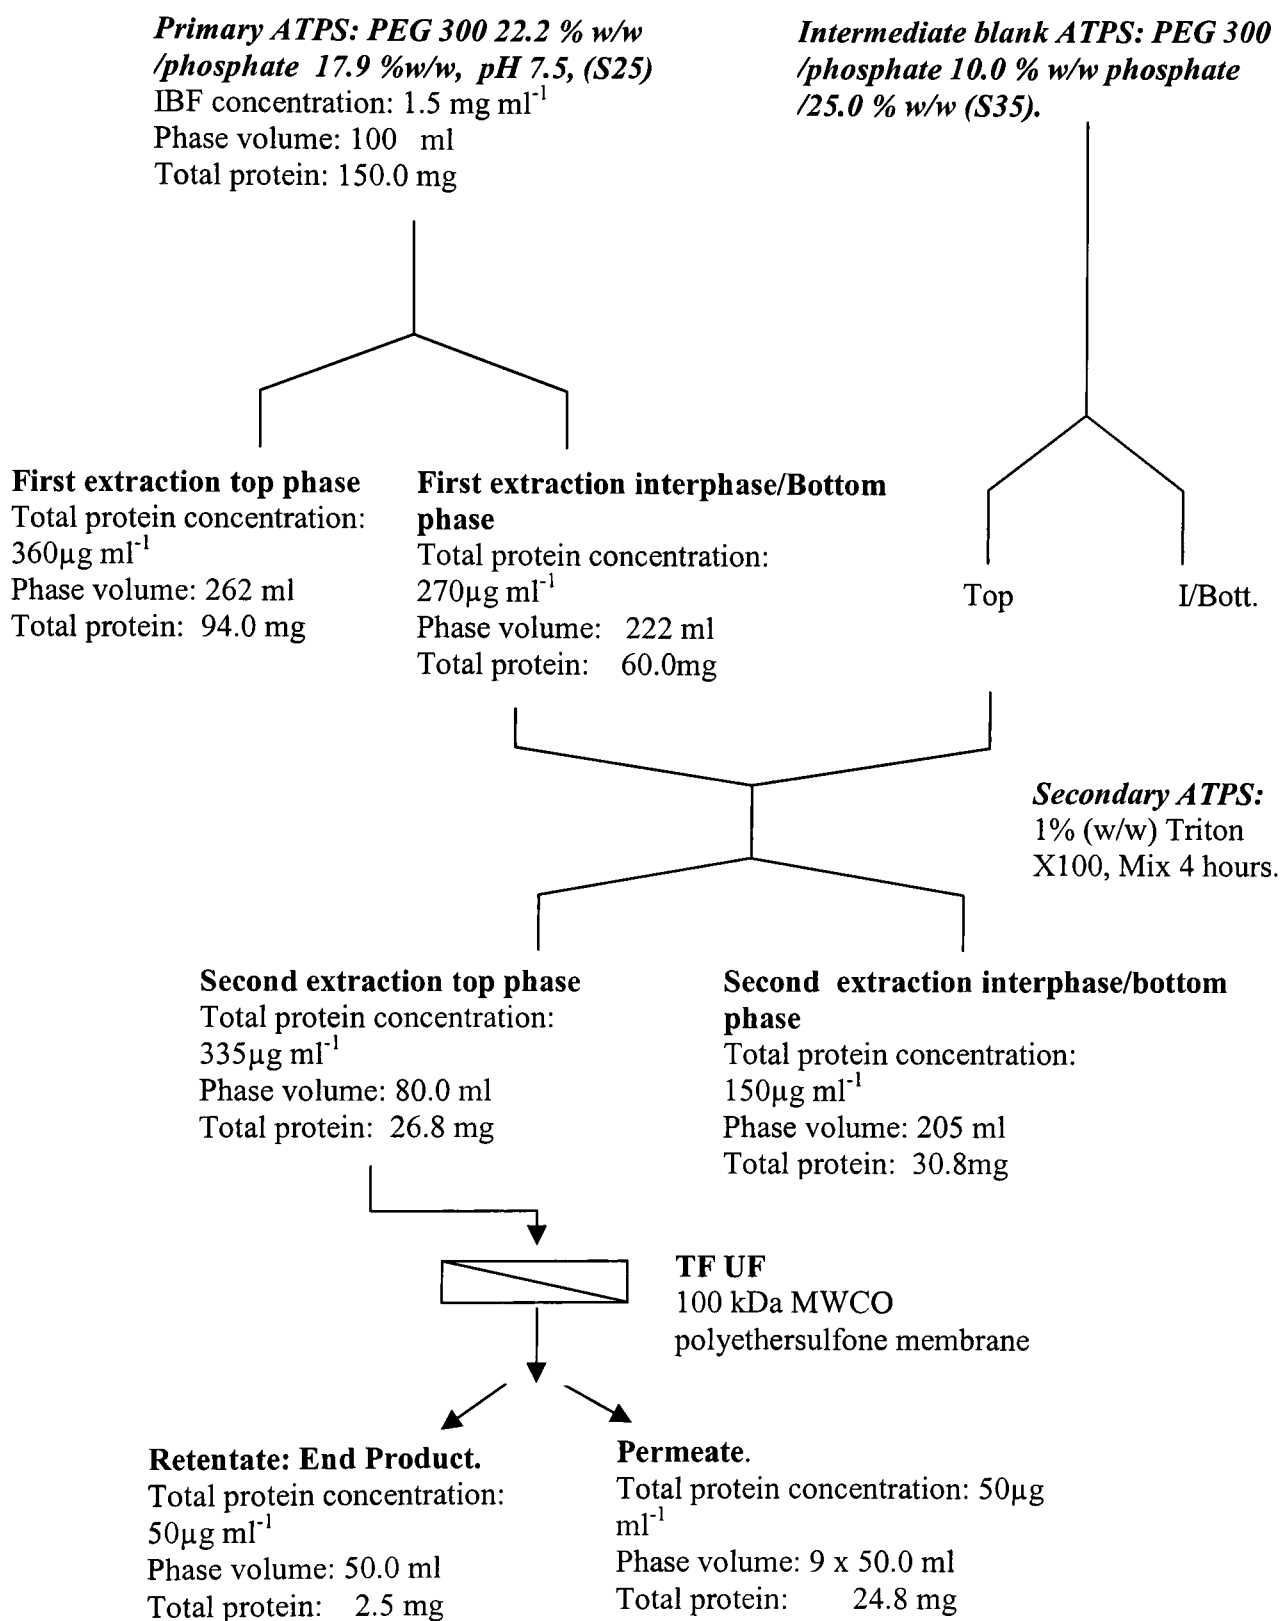 Primary ATPS: PEG 300 22.2 % w/w
/phosphate 17.9 %w/w, pH 7.5, (S25)
IBF concentration: 1.5 mg ml-1
Phase volume: 100 ml
Total protein: 150.0 mg
Intermediate blank ATPS: PEG 300
/phosphate 10.0 % w/w phosphate
/25.0 % w/w (S35).
First extraction top phase
Total protein concentration:
360µg ml-1
Phase volume: 262 ml
Total protein: 94.0 mg
First extraction interphase/Bottom
phase
Total protein concentration:
270µg ml-1
Phase volume: 222 ml
Total protein: 60.0mg
Top
I/Bott.
Secondary ATPS:
1% (w/w) Triton
X100, Mix 4 hours.
Second extraction top phase
Total protein concentration:
335µg ml-1
Phase volume: 80.0 ml
Total protein: 26.8 mg
Second extraction interphase/bottom
phase
Total protein concentration:
150µg ml-1
Phase volume: 205 ml
Total protein: 30.8mg
TF UF
100 kDa MWCO
polyethersulfone membrane
Retentate: End Product.
Total protein concentration:
50µg ml-1
Phase volume: 50.0 ml
Total protein: 2.5 mg
Permeate.
Total protein concentration: 50µg
ml-1
Phase volume: 9 x 50.0 ml
Total protein: 24.8 mg